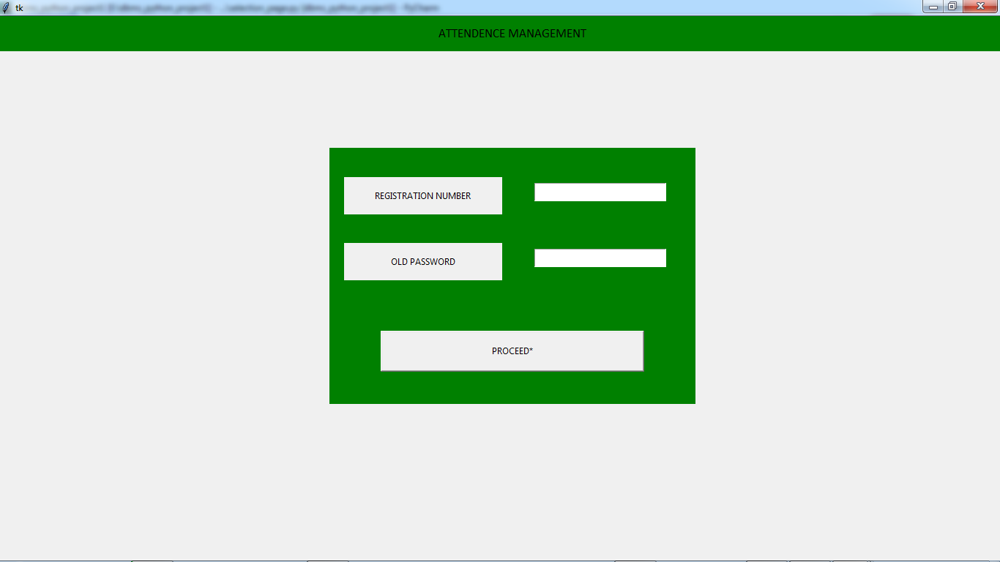 tk
ATTENDENCE MANAGEMENT
REGISTRATION NUMBER
OLD PASSWORD
PROCEED*